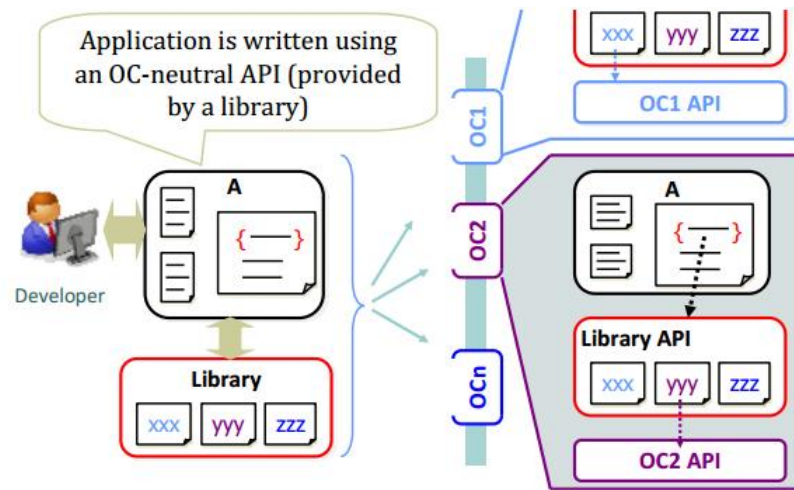 Application is written using
an OC-neutral API (provided
by a library)
A
{ }
Developer
Library
xxx
yyy
zzz
OC1
OC2
OCn
xxx
yyy
zzz
OC1 API
A
{ }
Library API
xxx
yyy
zzz
OC2 API